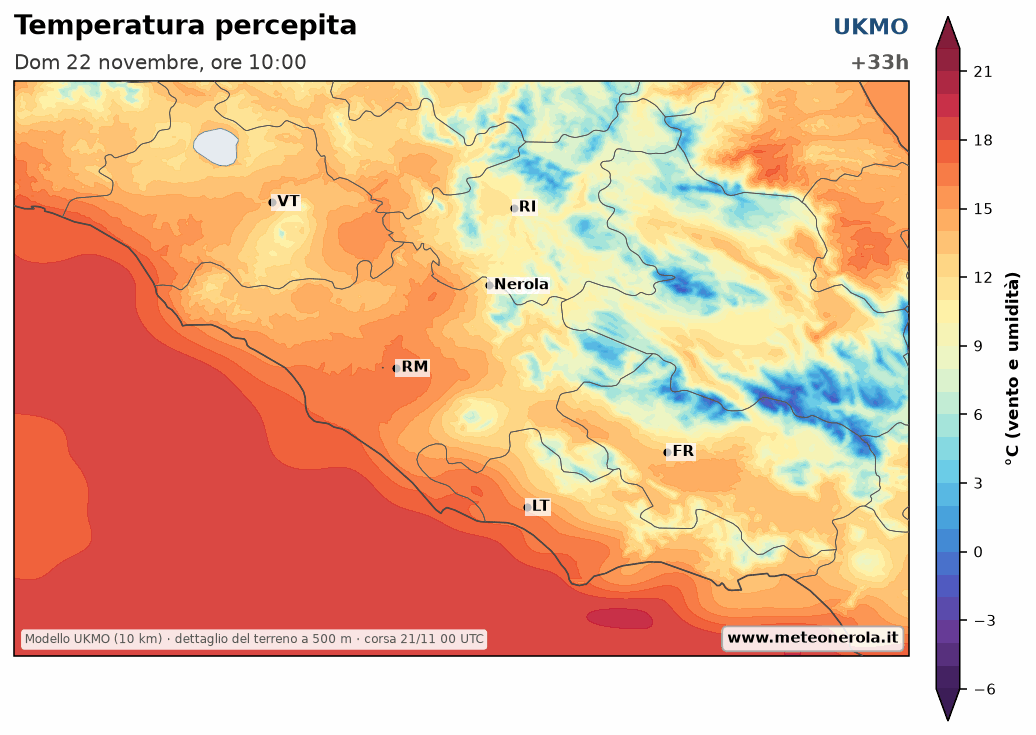 Temperatura percepita
UKMO
Dom 22 novembre, ore 10:00
+33h
VT
RI
Nerola
RM
FR
LT
Modello UKMO (10 km) · dettaglio del terreno a 500 m · corsa 21/11 00 UTC
www.meteonerola.it
21
18
15
12
9
6
3
0
−3
−6
°C (vento e umidità)